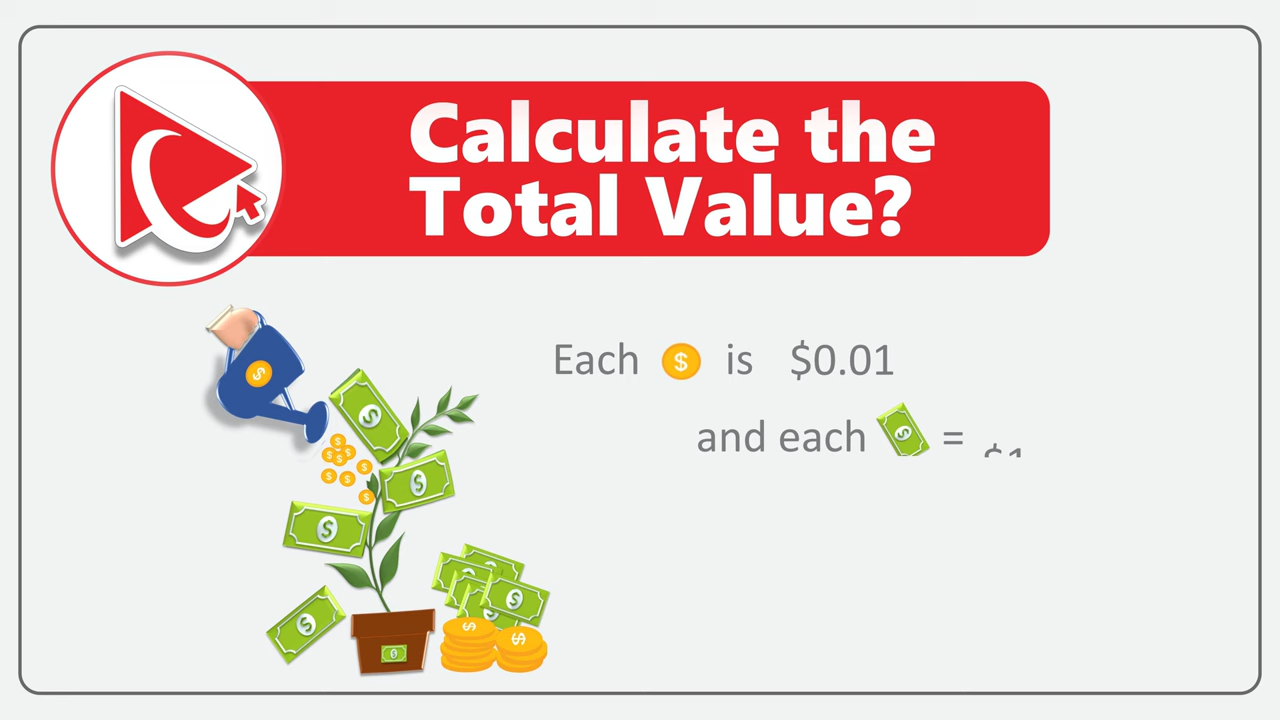 Calculate the
Total Value?
Each $ is $0.01
and each $ =